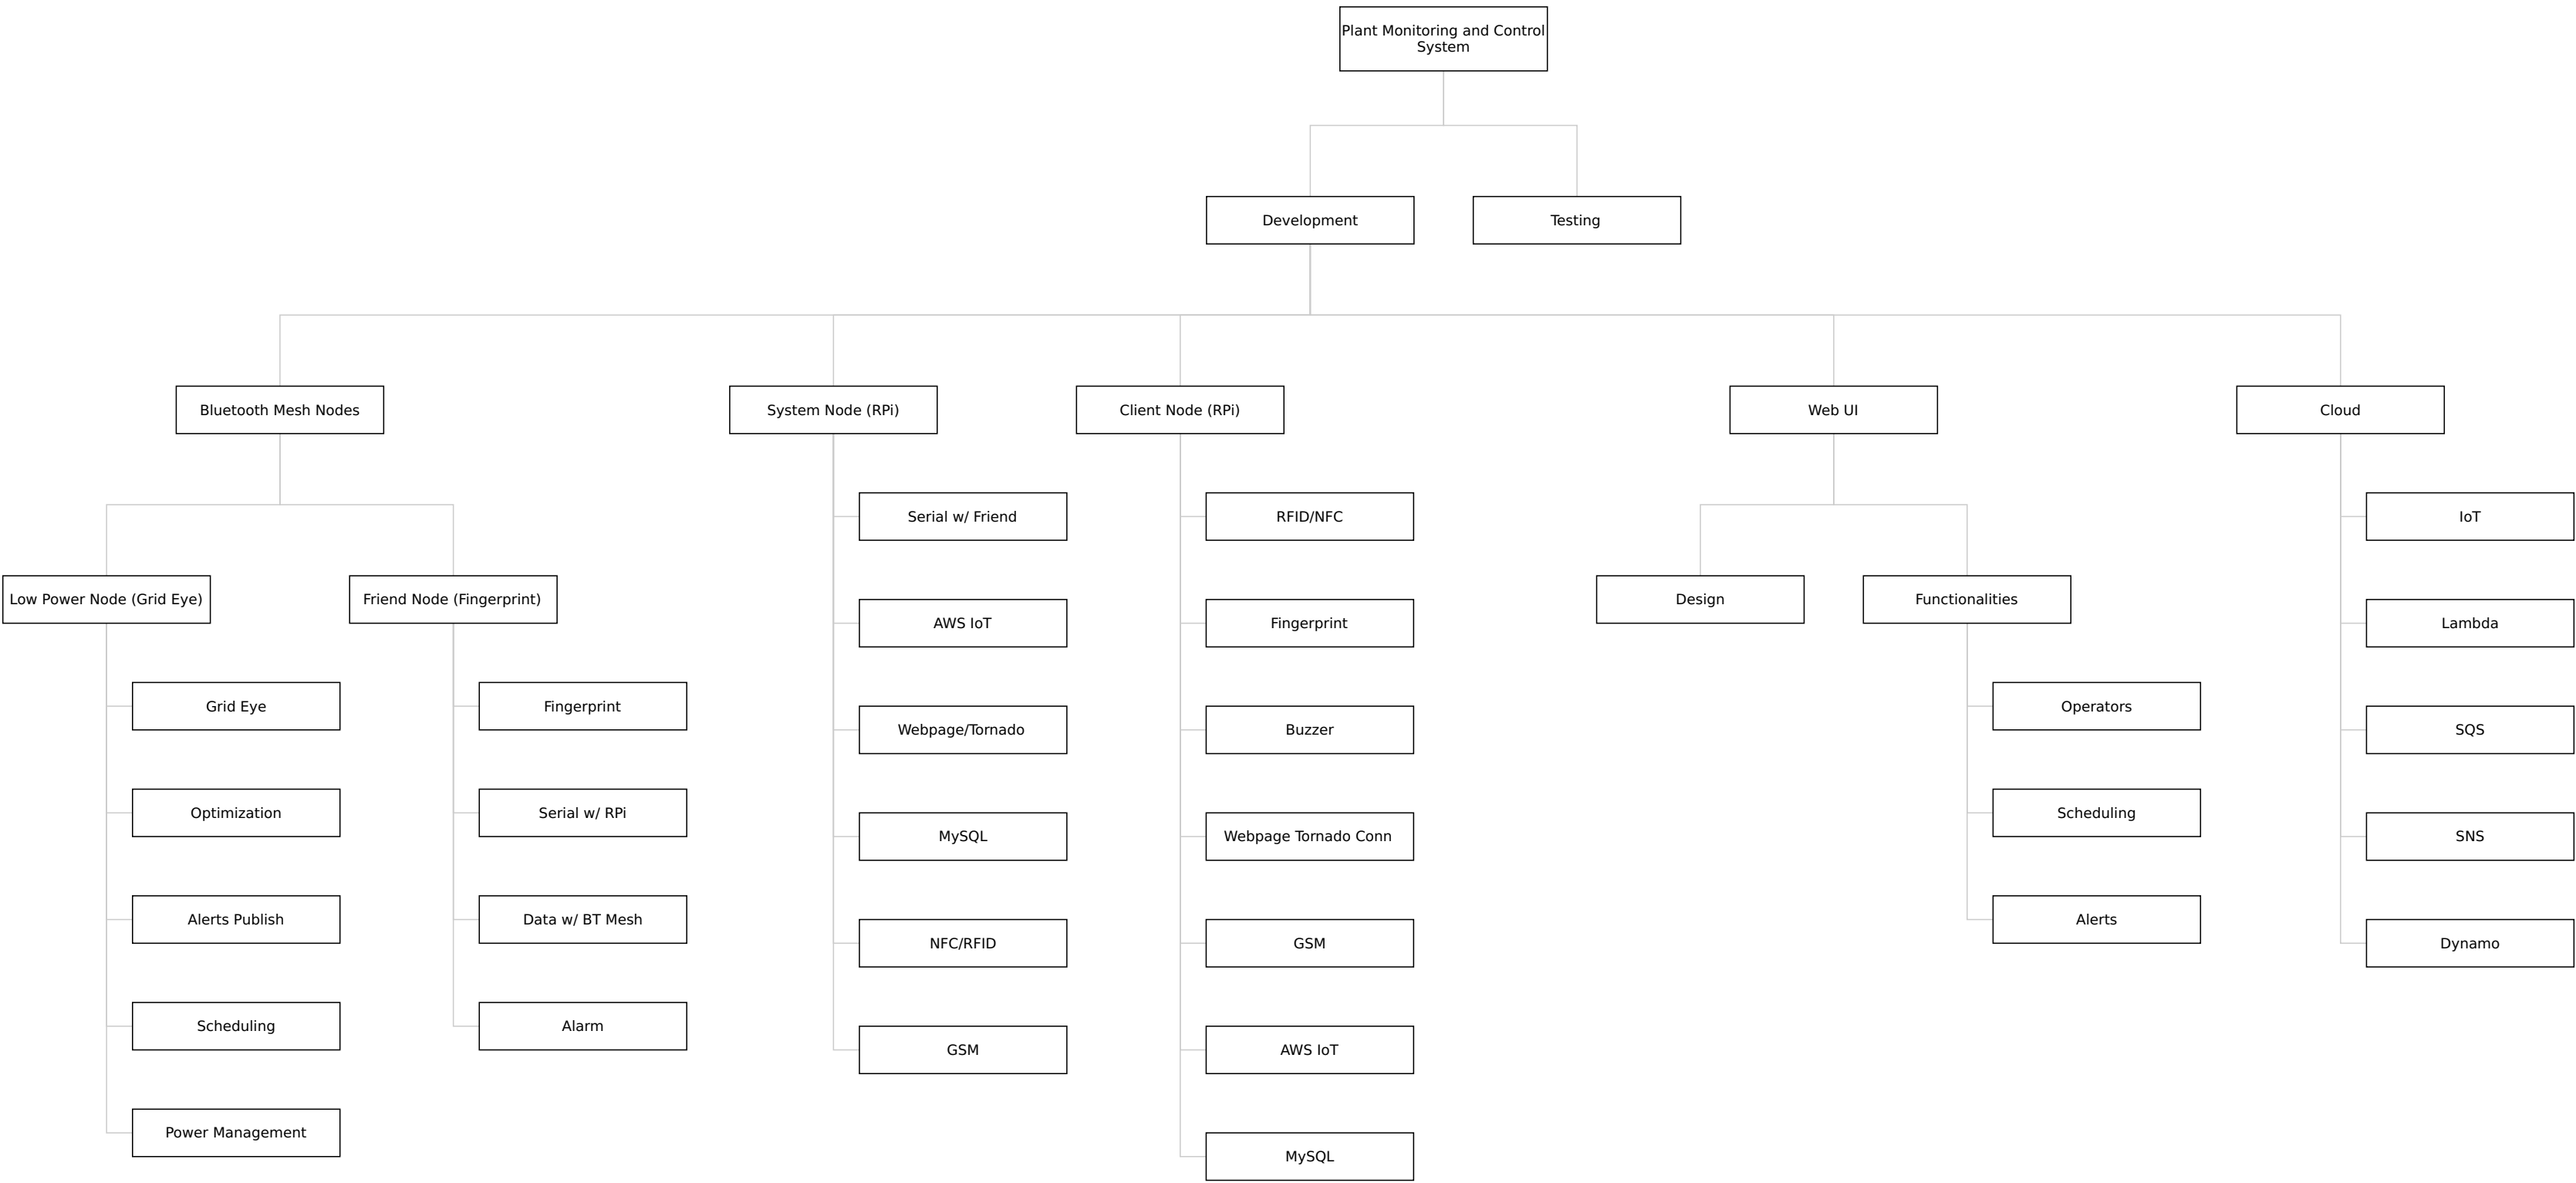 Plant Monitoring and Control
System
Development
Testing
Bluetooth Mesh Nodes
System Node (RPi)
Client Node (RPi)
Web UI
Cloud
Low Power Node (Grid Eye)
Grid Eye
Optimization
Alerts Publish
Scheduling
Power Management
Friend Node (Fingerprint)
Fingerprint
Serial w/ RPi
Data w/ BT Mesh
Alarm
Serial w/ Friend
AWS IoT
Webpage/Tornado
MySQL
NFC/RFID
GSM
RFID/NFC
Fingerprint
Buzzer
Webpage Tornado Conn
GSM
AWS IoT
MySQL
Design
Functionalities
Operators
Scheduling
Alerts
IoT
Lambda
SQS
SNS
Dynamo